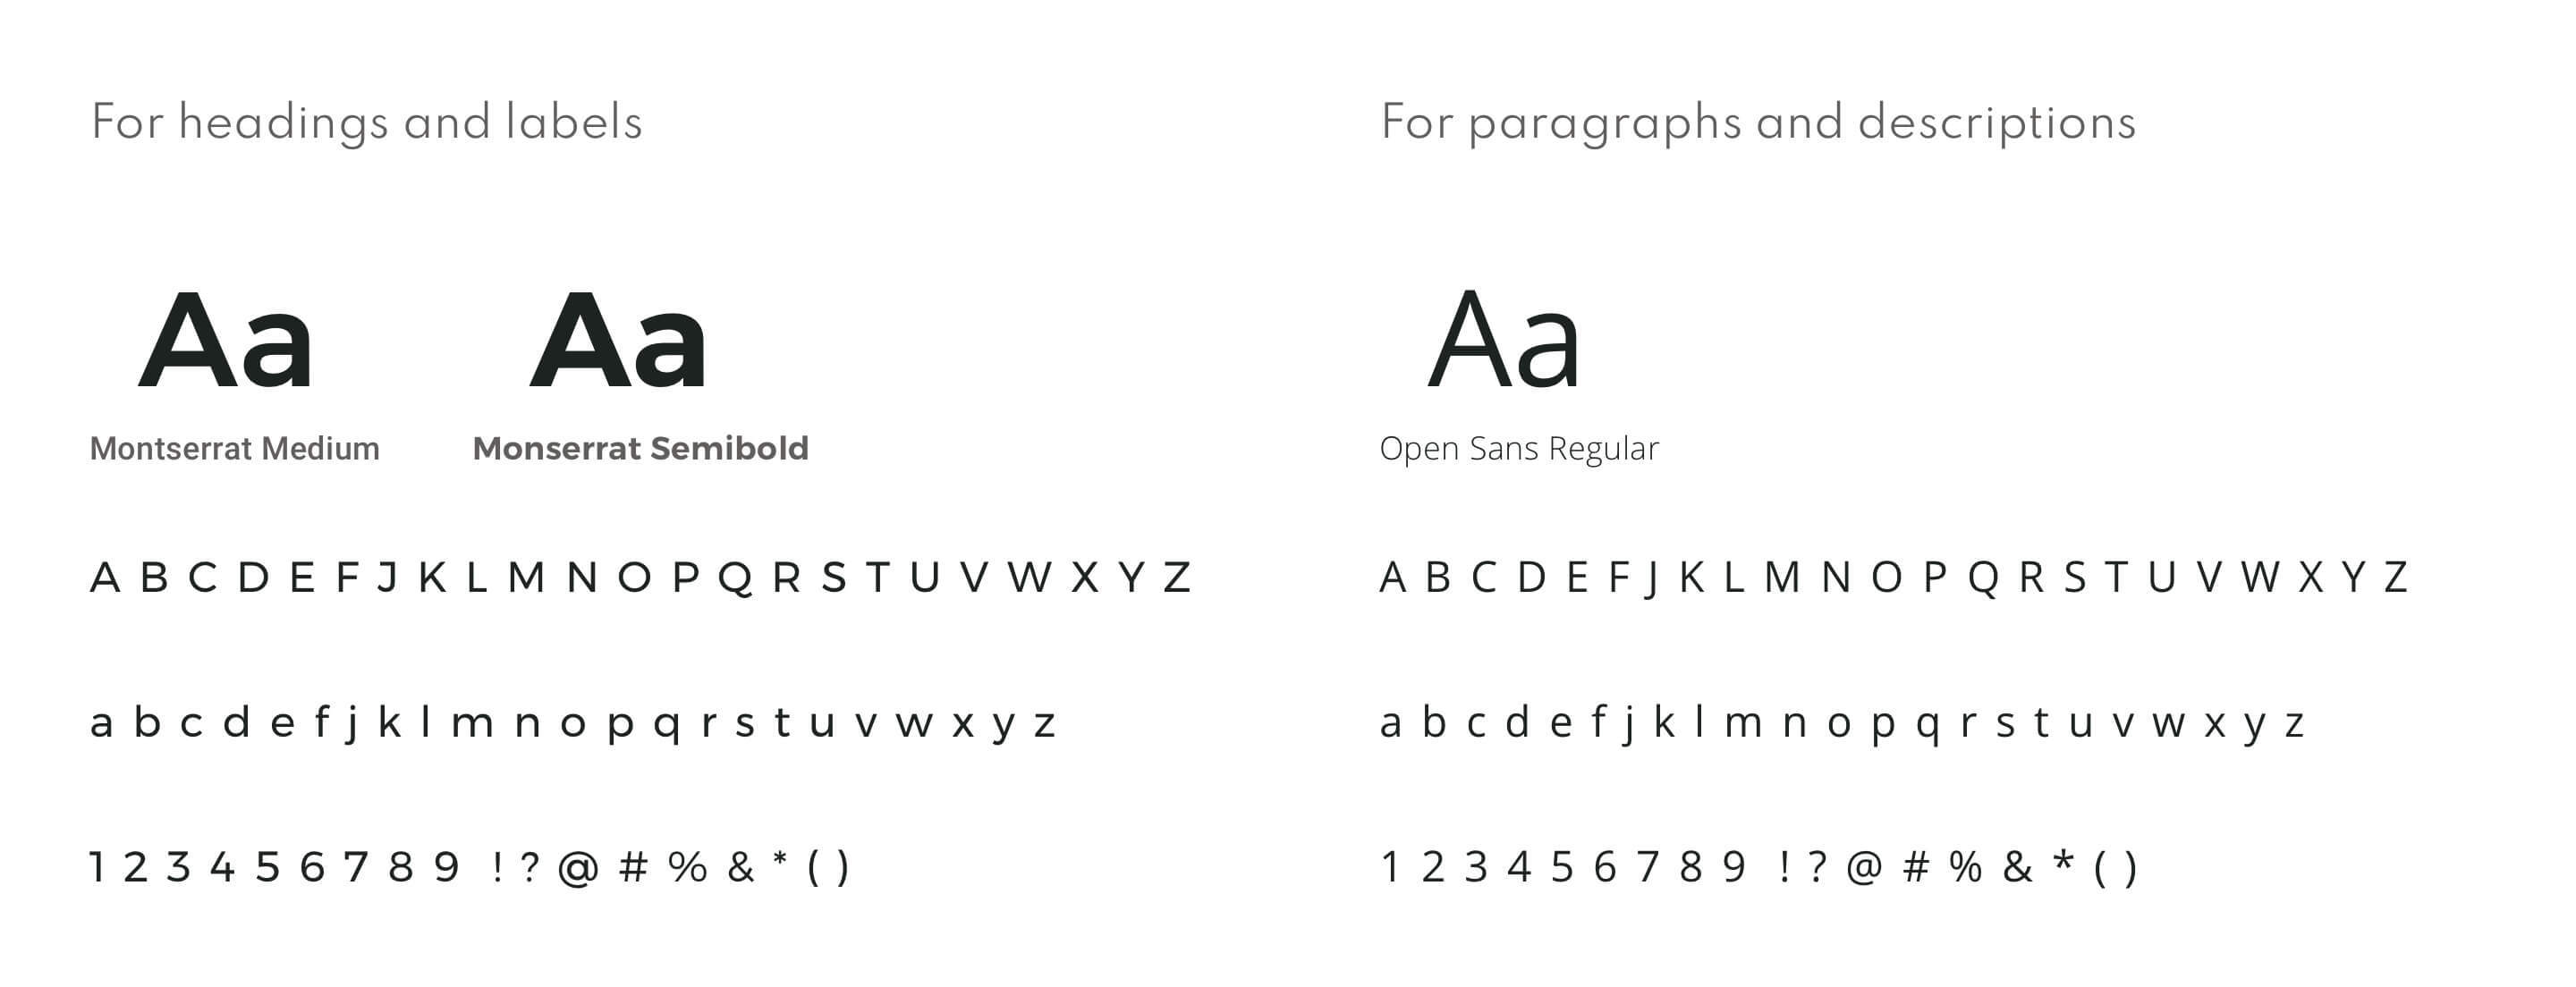 For headings and labels
Aa Aa
Montserrat Medium Monserrat Semibold
A B C D E F J K L M N O P Q R S T U V W X Y Z
a b c d e f j k l m n o p q r s t u v w x y z
1 2 3 4 5 6 7 8 9 ! ? @ # % & * ( )
For paragraphs and descriptions
Aa
Open Sans Regular
A B C D E F J K L M N O P Q R S T U V W X Y Z
a b c d e f j k l m n o p q r s t u v w x y z
1 2 3 4 5 6 7 8 9 ! ? @ # % & * ( )